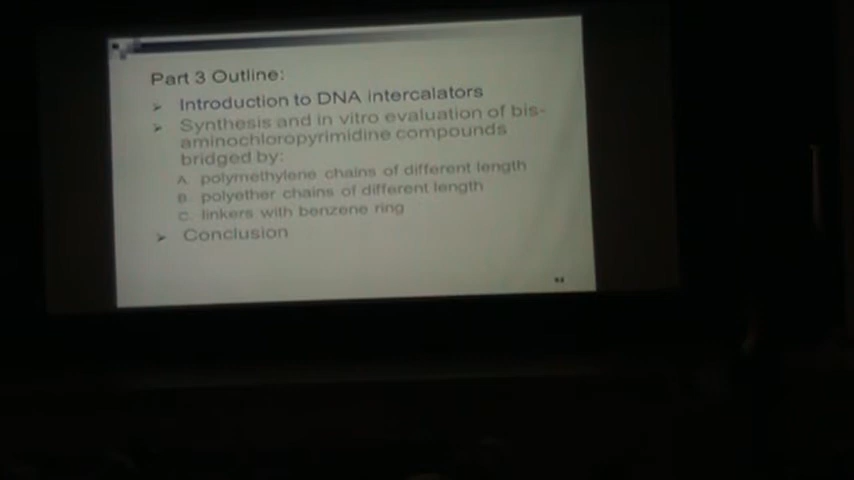 Part 3 Outline:
➢ Introduction to DNA intercalators
➢ Synthesis and in vitro evaluation of bis-
aminochloropyrimidine compounds
bridged by:
A. polymethylene chains of different length
B. polyether chains of different length
C. linkers with benzene ring
➢ Conclusion